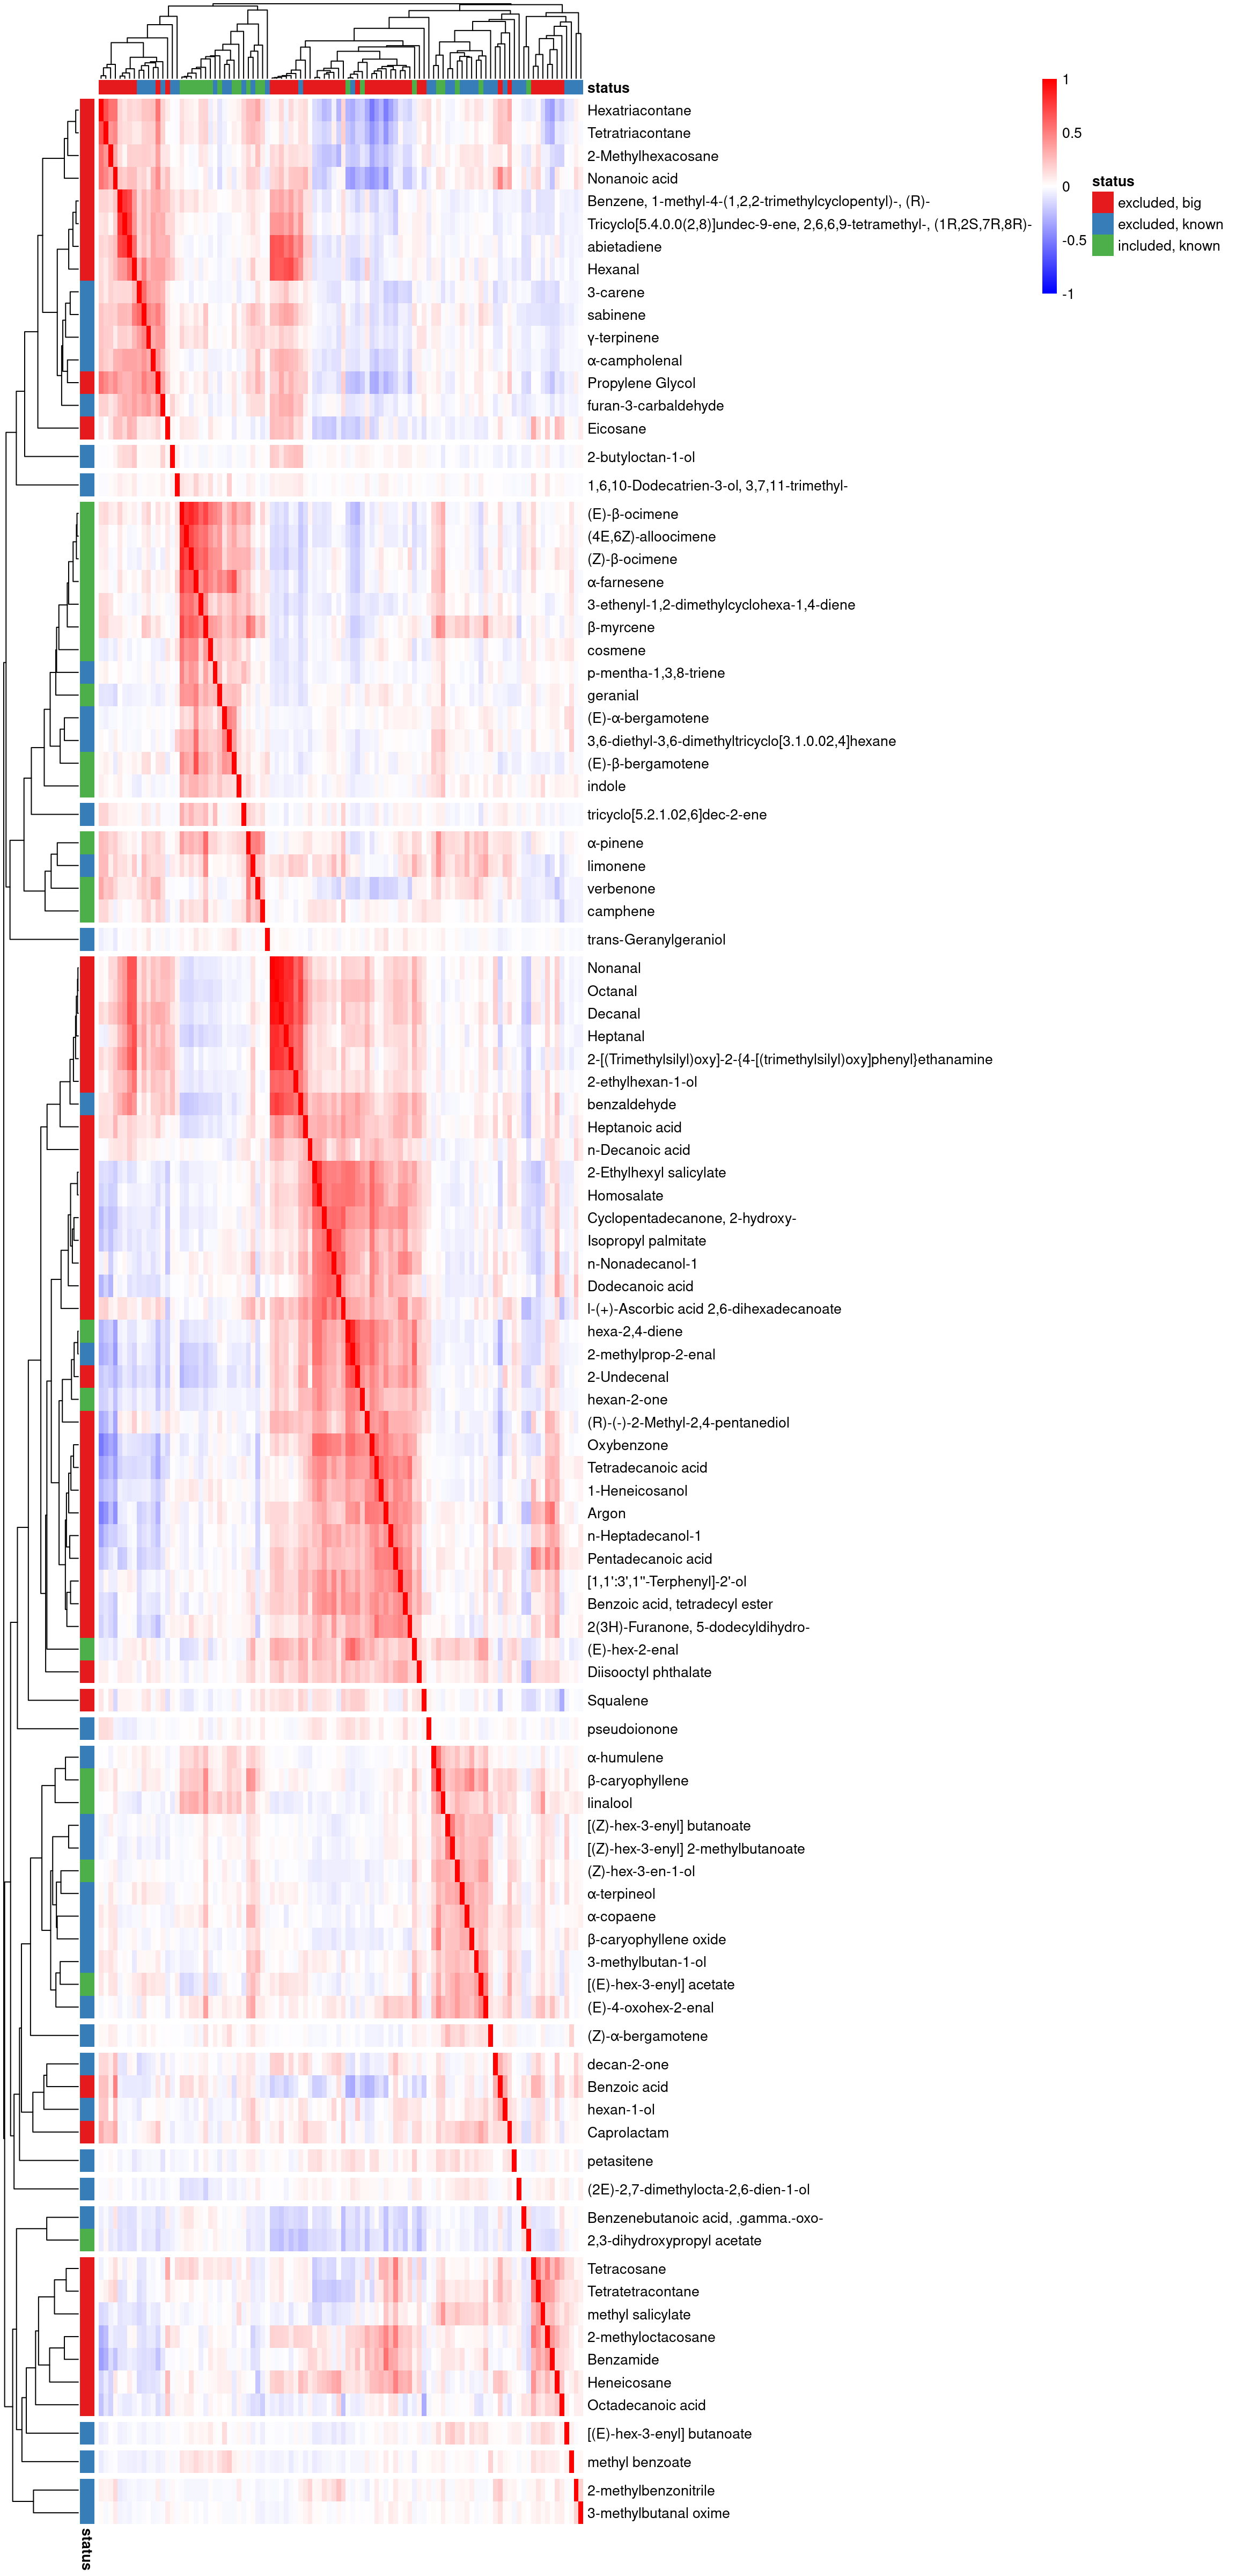 status
Hexatriacontane
Tetratriacontane
2-Methylhexacosane
Nonanoic acid
Benzene, 1-methyl-4-(1,2,2-trimethylcyclopentyl)-, (R)-
Tricyclo[5.4.0.0(2,8)]undec-9-ene, 2,6,6,9-tetramethyl-, (1R,2S,7R,8R)-
abietadiene
Hexanal
3-carene
sabinene
γ-terpinene
α-campholenal
Propylene Glycol
furan-3-carbaldehyde
Eicosane
2-butyloctan-1-ol
1,6,10-Dodecatrien-3-ol, 3,7,11-trimethyl-
(E)-β-ocimene
(4E,6Z)-alloocimene
(Z)-β-ocimene
α-farnesene
3-ethenyl-1,2-dimethylcyclohexa-1,4-diene
β-myrcene
cosmene
p-mentha-1,3,8-triene
geranial
(E)-α-bergamotene
3,6-diethyl-3,6-dimethyltricyclo[3.1.0.02,4]hexane
(E)-β-bergamotene
indole
tricyclo[5.2.1.02,6]dec-2-ene
α-pinene
limonene
verbenone
camphene
trans-Geranylgeraniol
Nonanal
Octanal
Decanal
Heptanal
2-[(Trimethylsilyl)oxy]-2-{4-[(trimethylsilyl)oxy]phenyl}ethanamine
2-ethylhexan-1-ol
benzaldehyde
Heptanoic acid
n-Decanoic acid
2-Ethylhexyl salicylate
Homosalate
Cyclopentadecanone, 2-hydroxy-
Isopropyl palmitate
n-Nonadecanol-1
Dodecanoic acid
l-(+)-Ascorbic acid 2,6-dihexadecanoate
hexa-2,4-diene
2-methylprop-2-enal
2-Undecenal
hexan-2-one
(R)-(-)-2-Methyl-2,4-pentanediol
Oxybenzone
Tetradecanoic acid
1-Heneicosanol
Argon
n-Heptadecanol-1
Pentadecanoic acid
[1,1':3',1''-Terphenyl]-2'-ol
Benzoic acid, tetradecyl ester
2(3H)-Furanone, 5-dodecyldihydro-
(E)-hex-2-enal
Diisooctyl phthalate
Squalene
pseudoionone
α-humulene
β-caryophyllene
linalool
[(Z)-hex-3-enyl] butanoate
[(Z)-hex-3-enyl] 2-methylbutanoate
(Z)-hex-3-en-1-ol
α-terpineol
α-copaene
β-caryophyllene oxide
3-methylbutan-1-ol
[(E)-hex-3-enyl] acetate
(E)-4-oxohex-2-enal
(Z)-α-bergamotene
decan-2-one
Benzoic acid
hexan-1-ol
Caprolactam
petasitene
(2E)-2,7-dimethylocta-2,6-dien-1-ol
Benzenebutanoic acid, .gamma.-oxo-
2,3-dihydroxypropyl acetate
Tetracosane
Tetratetracontane
methyl salicylate
2-methyloctacosane
Benzamide
Heneicosane
Octadecanoic acid
[(E)-hex-3-enyl] butanoate
methyl benzoate
2-methylbenzonitrile
3-methylbutanal oxime
status
1
0.5
0
-0.5
-1
status
excluded, big
excluded, known
included, known